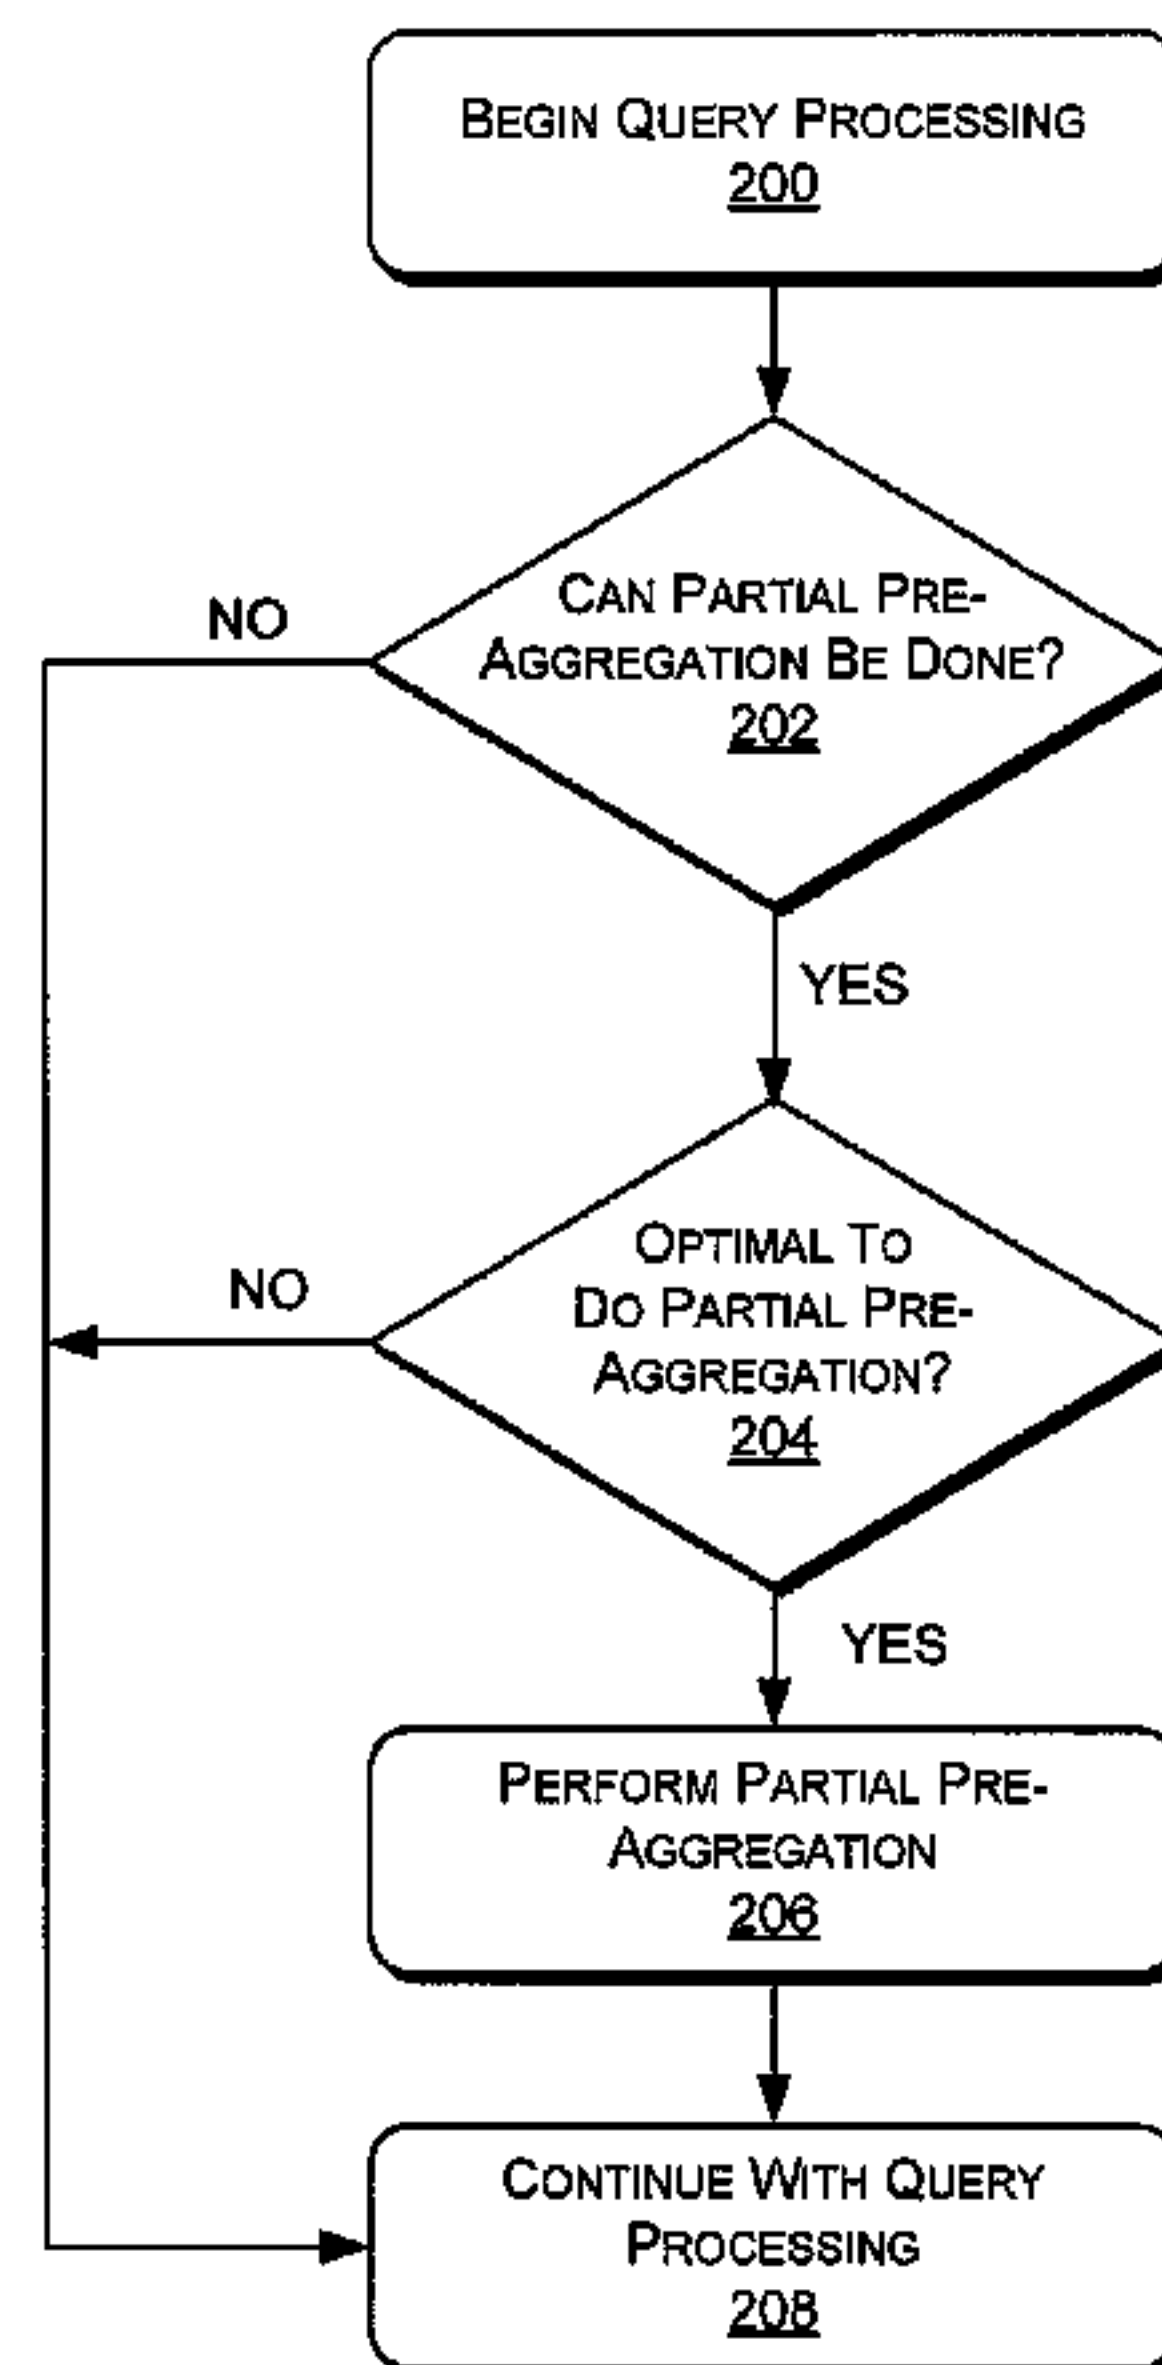 BEGIN QUERY PROCESSING
200
CAN PARTIAL PRE-
AGGREGATION BE DONE?
202
NO
YES
OPTIMAL TO
DO PARTIAL PRE-
AGGREGATION?
204
NO
YES
PERFORM PARTIAL PRE-
AGGREGATION
206
CONTINUE WITH QUERY
PROCESSING
208